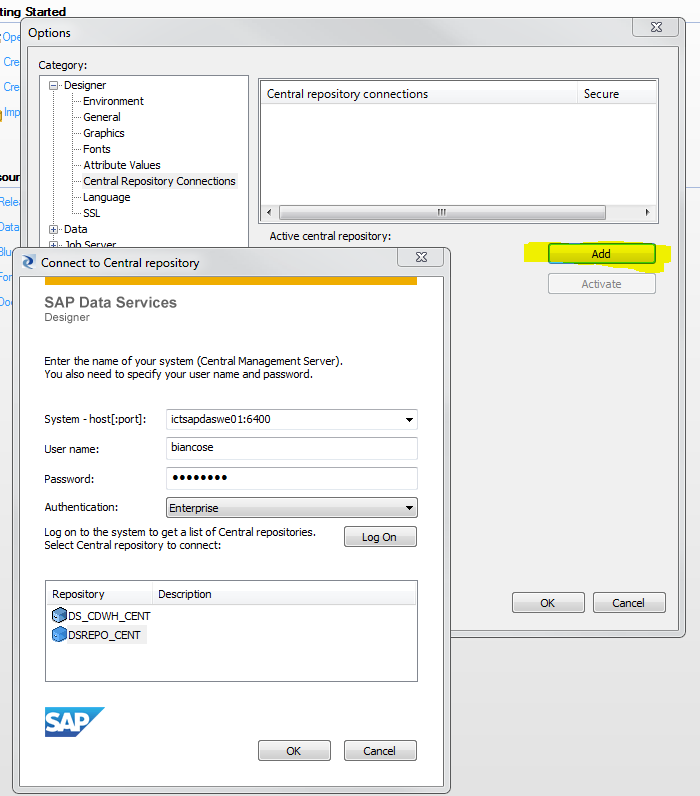 ting Started
Ope
Cre
Cre
Imp
sour
Relea
Data
Blu
For
Doc
Options
Category:
Designer
Environment
General
Graphics
Fonts
Attribute Values
Central Repository Connections
Language
SSL
Data
Job Server
Central repository connections Secure
Active central repository:
Add
Activate
OK Cancel
Connect to Central repository
SAP Data Services
Designer
Enter the name of your system (Central Management Server).
You also need to specify your user name and password.
System - host[:port]: ictsapdaswe01:6400
User name: biancose
Password: ••••••••
Authentication: Enterprise
Log on to the system to get a list of Central repositories.
Select Central repository to connect:
Log On
Repository Description
DS_CDWH_CENT
DSREPO_CENT
SAP
OK Cancel